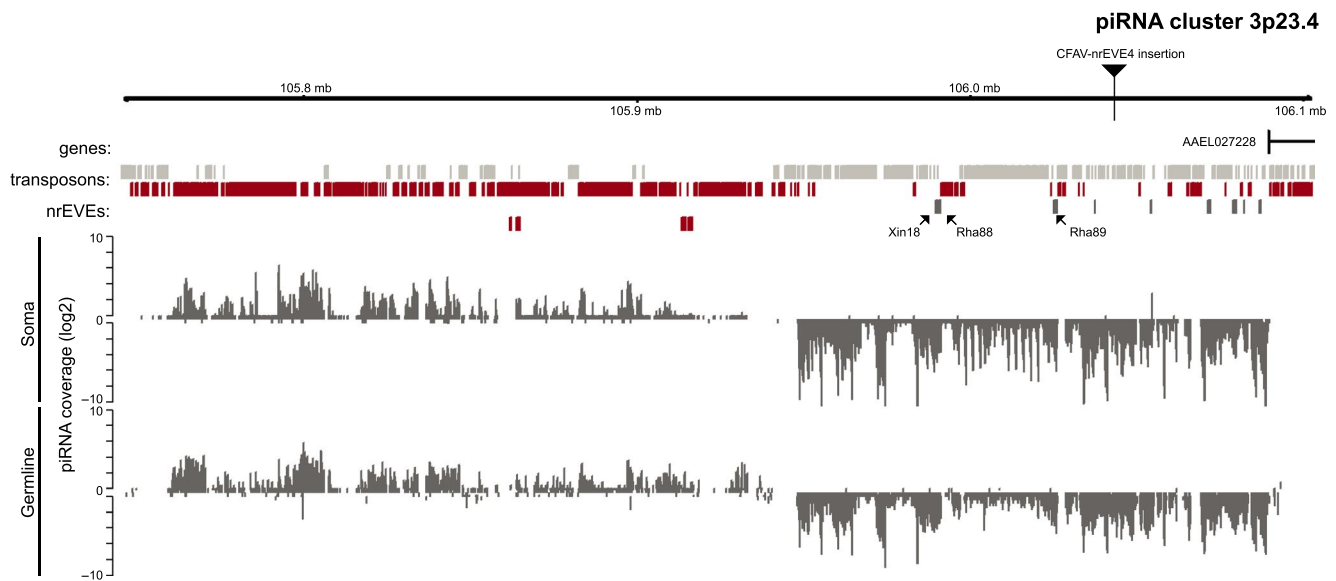 piRNA cluster 3p23.4
CFAV-nrEVE4 insertion
105.8 mb
106.0 mb
105.9 mb
106.1 mb
genes:
AAEL027228
transposons:
nrEVEs:
Xin18
Rha88
Rha89
Soma
Germline
piRNA coverage (log2)
10
0
−10
10
0
−10